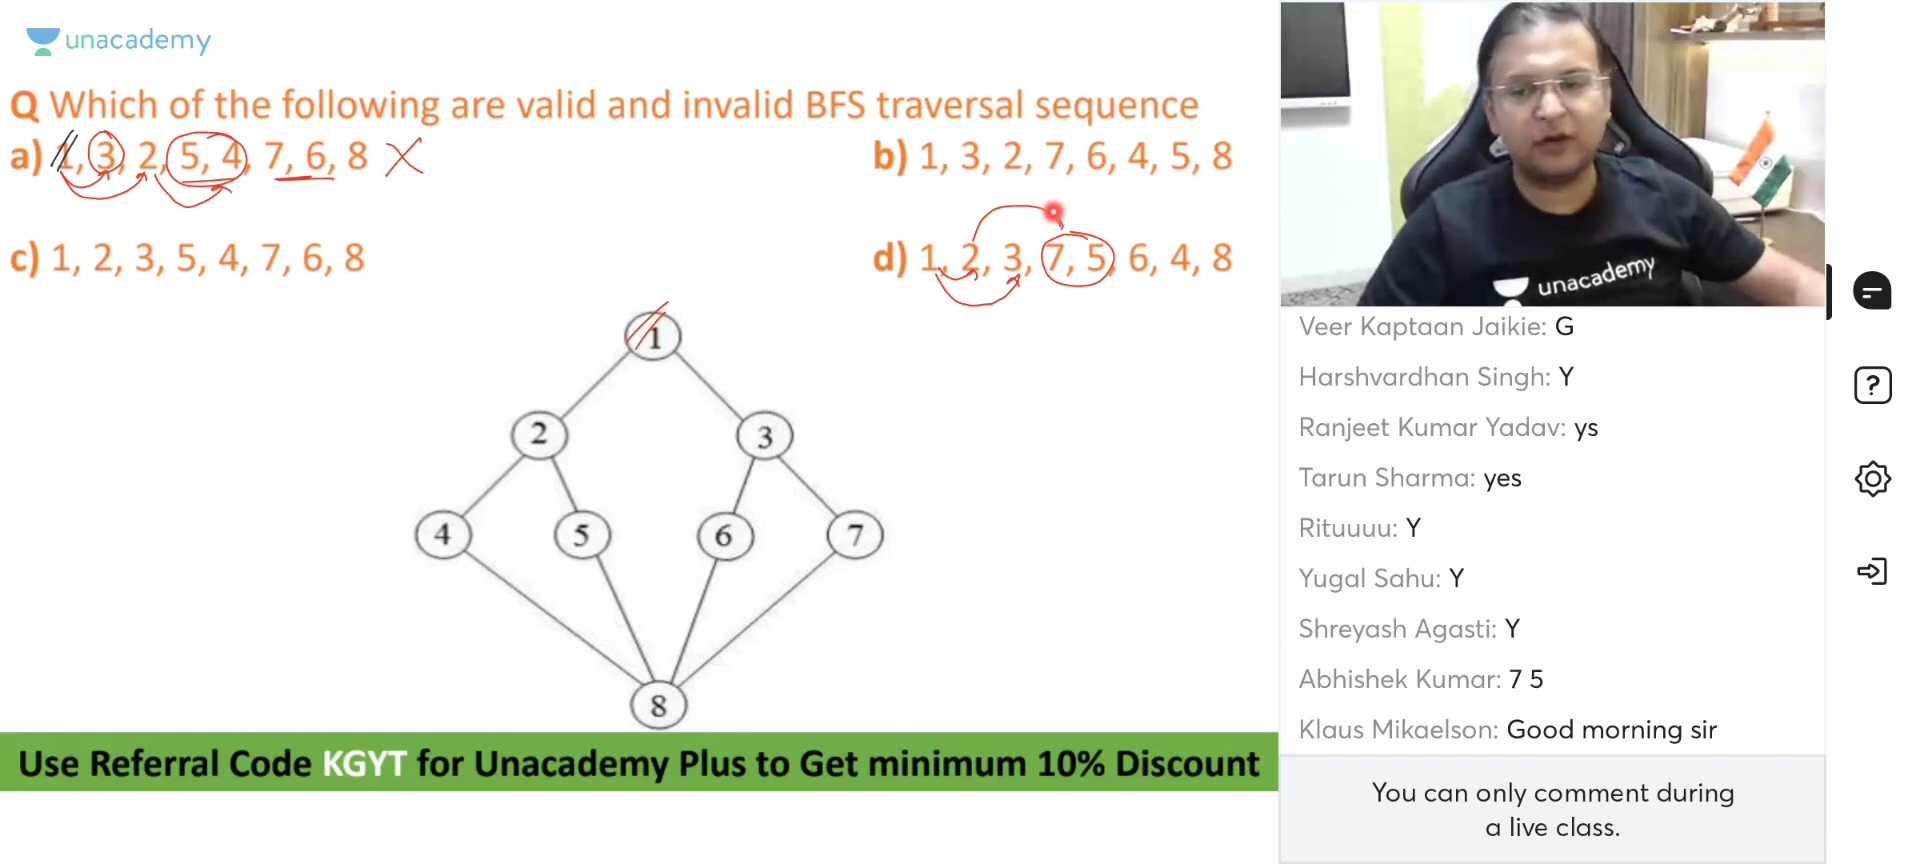 unacademy
Q Which of the following are valid and invalid BFS traversal sequence
a) 1, 3, 2, 5, 4, 7, 6, 8
b) 1, 3, 2, 7, 6, 4, 5, 8
c) 1, 2, 3, 5, 4, 7, 6, 8
d) 1, 2, 3, 7, 5, 6, 4, 8
1
2
3
4
5
6
7
8
Use Referral Code KGYT for Unacademy Plus to Get minimum 10% Discount
unacademy
Veer Kaptaan Jaikie: G
Harshvardhan Singh: Y
Ranjeet Kumar Yadav: ys
Tarun Sharma: yes
Rituuuu: Y
Yugal Sahu: Y
Shreyash Agasti: Y
Abhishek Kumar: 7 5
Klaus Mikaelson: Good morning sir
You can only comment during
a live class.
?